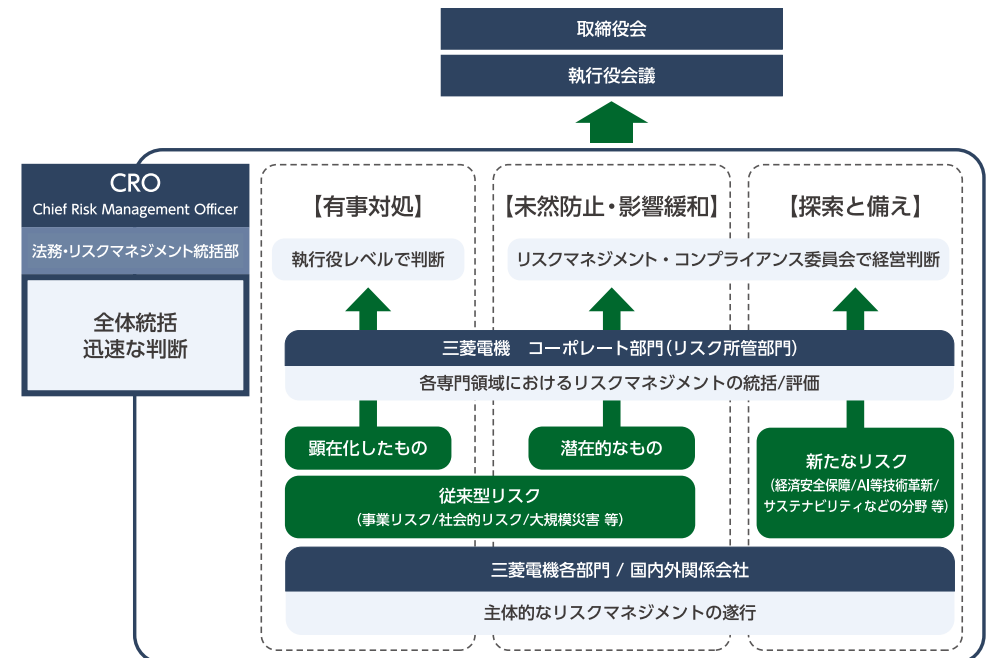 取締役会
執行役会議
CRO
Chief Risk Management Officer
法務・リスクマネジメント統括部
全体統括
迅速な判断
【有事対処】
【未然防止・影響緩和】
【探索と備え】
執行役レベルで判断
リスクマネジメント・コンプライアンス委員会で経営判断
三菱電機　コーポレート部門(リスク所管部門)
各専門領域におけるリスクマネジメントの統括/評価
顕在化したもの
潜在的なもの
従来型リスク
(事業リスク/社会的リスク/大規模災害 等)
新たなリスク
(経済安全保障/AI等技術革新/
サステナビリティなどの分野 等)
三菱電機各部門 / 国内外関係会社
主体的なリスクマネジメントの遂行